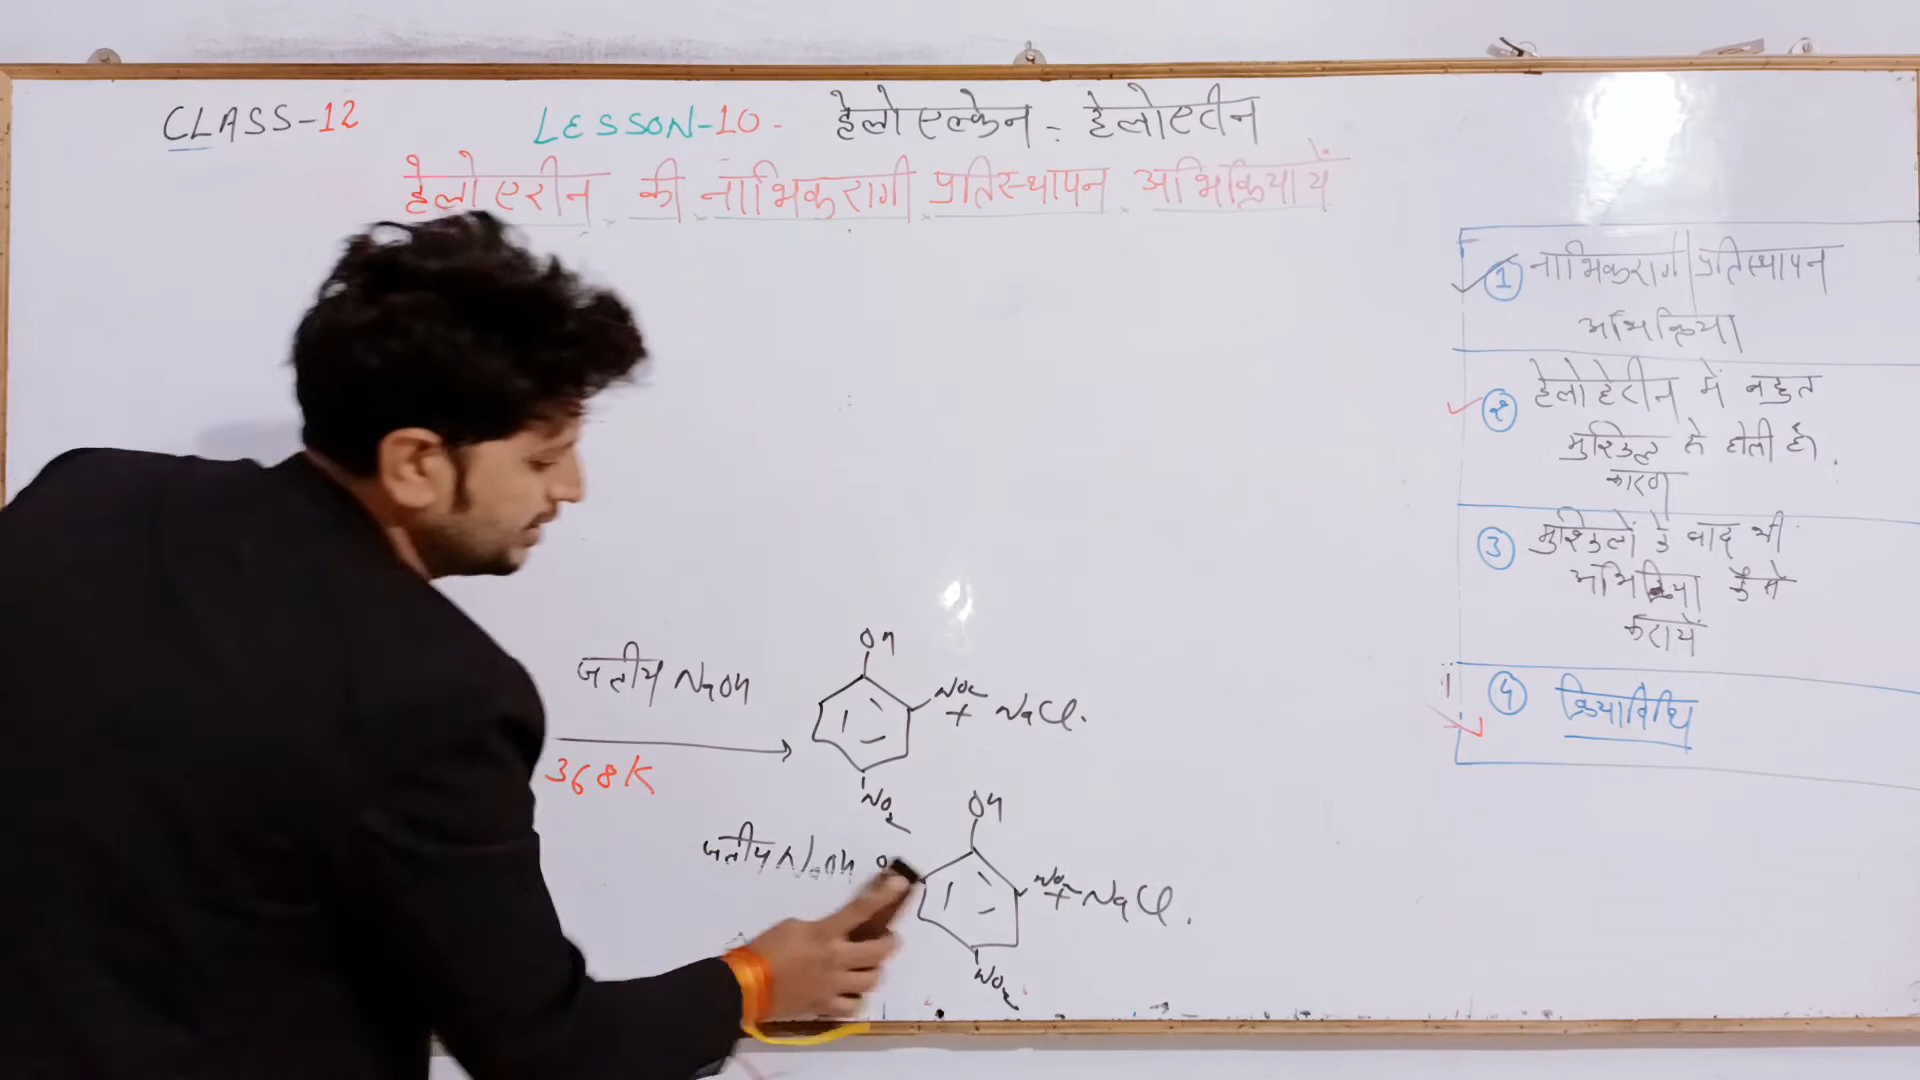 CLASS-12 LESSON-10- हेलोएल्केन - हेलोएरीन
हेलोएरीन की नाभिकरागी प्रतिस्थापन अभिक्रियायें
1 नाभिकरागी प्रतिस्थापन
अभिक्रिया
2 हेलोहेरीन में बहुत
मुश्किल से होती है।
कारण
3 मुश्किलों के बाद भी
अभिक्रिया कैसे
करायें
4 क्रियाविधि
OH
जलीय NaOH
NO2
+ NaCl.
368K
NO2
OH
जलीय NaOH
NO2
+ NaCl.
NO2